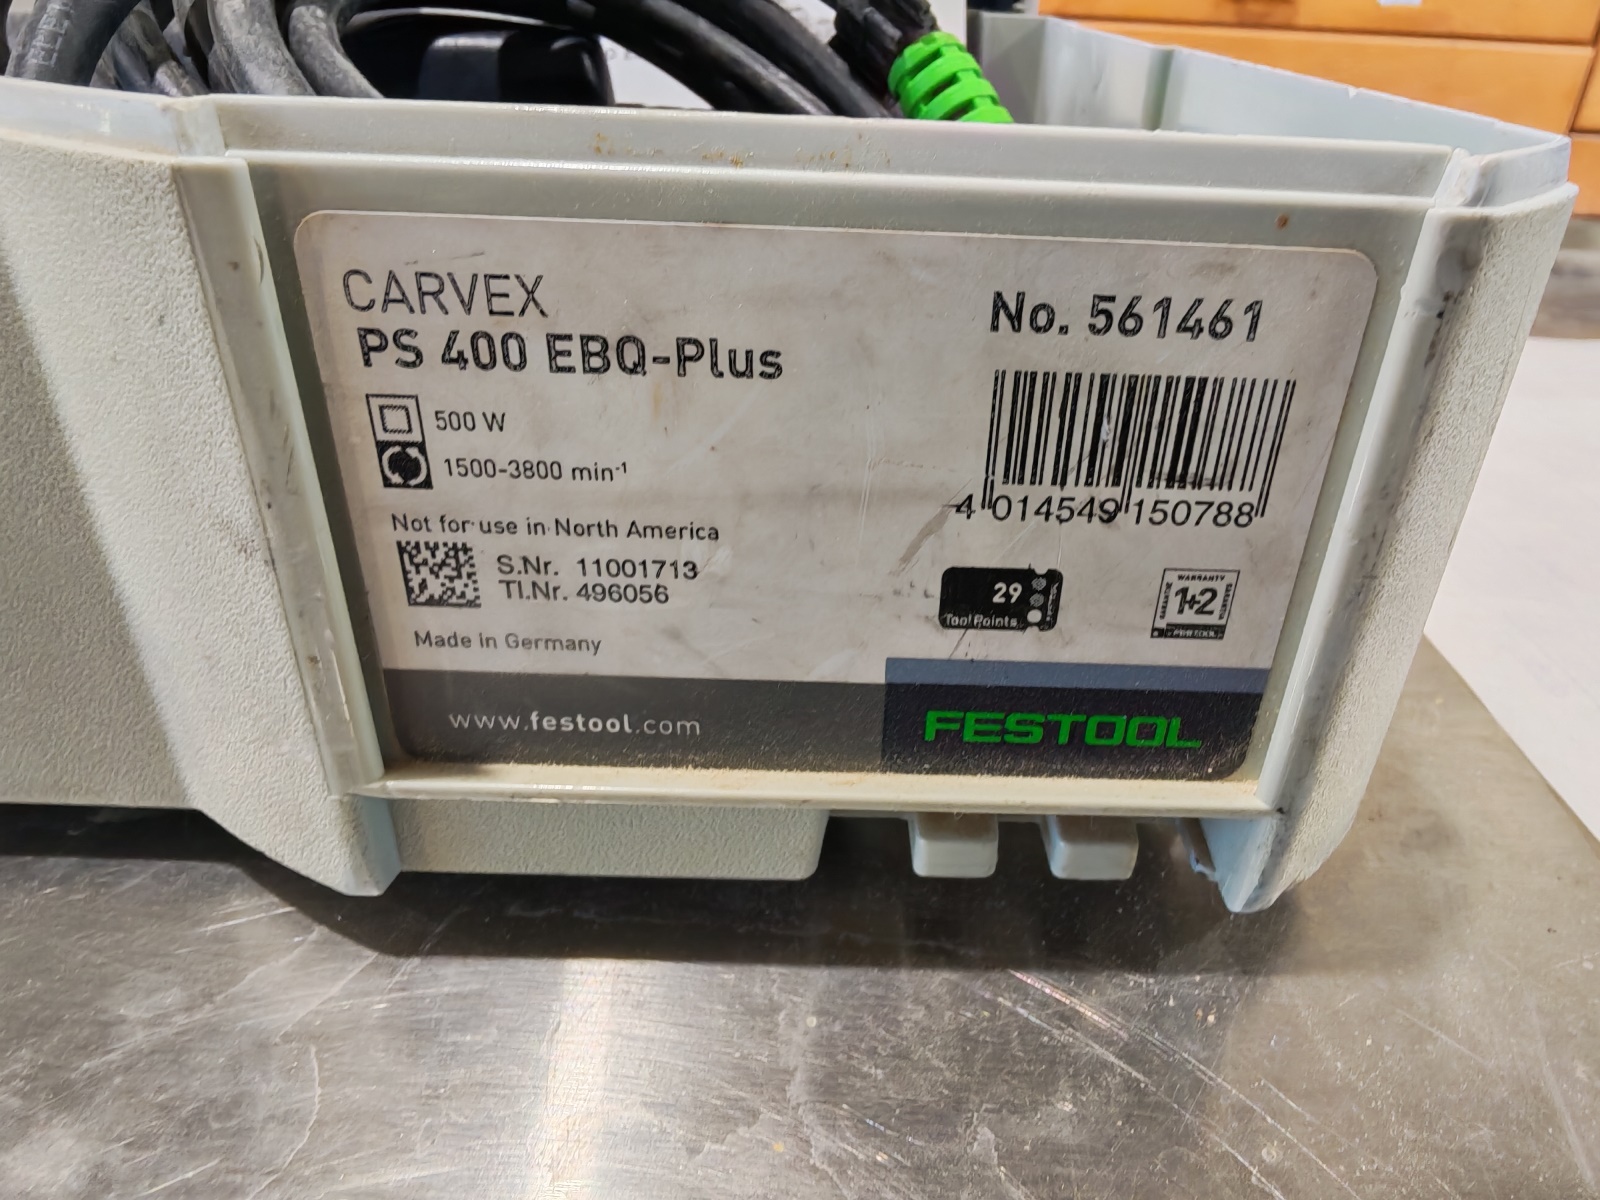 CARVEX
PS 400 EBQ-Plus
No. 561461
500 W
1500-3800 min⁻¹
4 014549 150788
Not for use in North America
S.Nr. 11001713
TI.Nr. 496056
29
Tool Points
WARRANTY
1+2
FESTOOL
Made in Germany
www.festool.com
FESTOOL